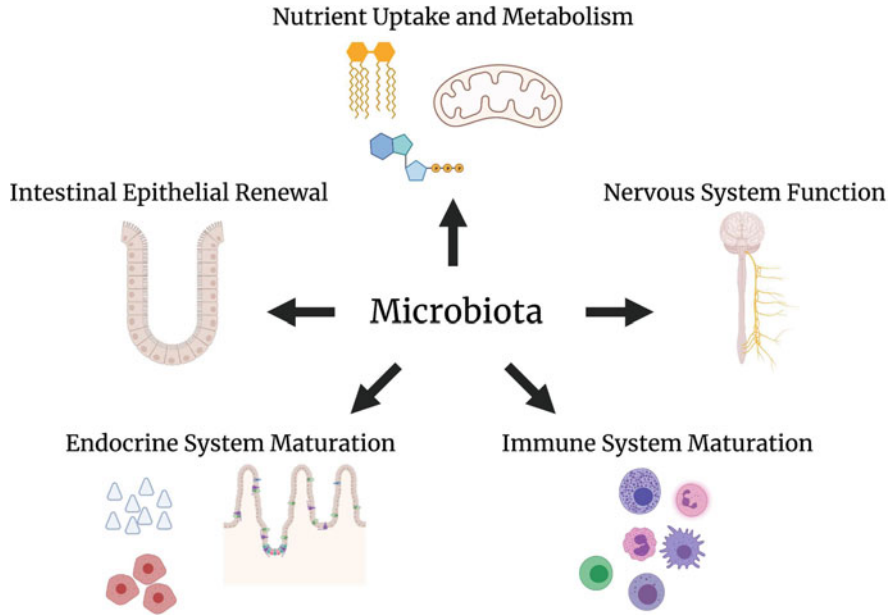 Nutrient Uptake and Metabolism
Intestinal Epithelial Renewal
Nervous System Function
Microbiota
Endocrine System Maturation
Immune System Maturation